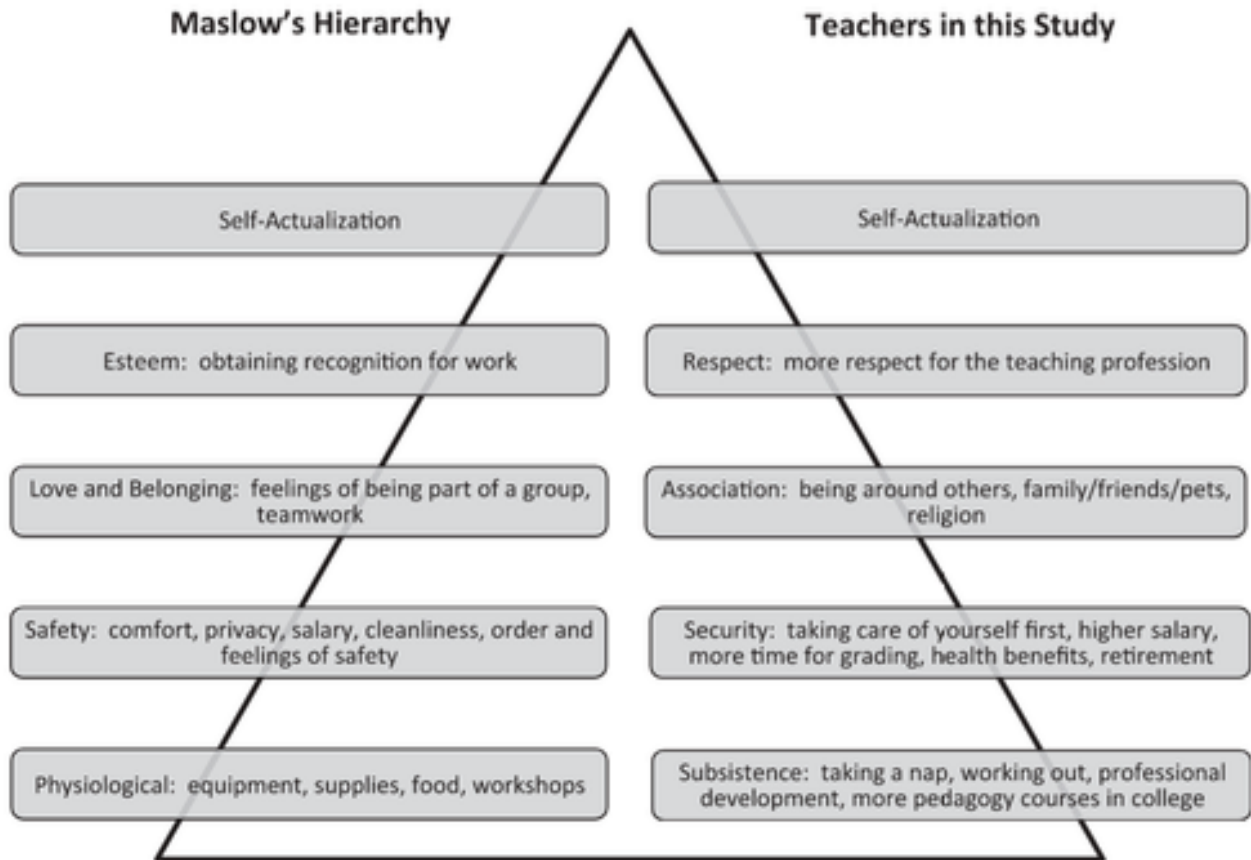 Maslow's Hierarchy
Teachers in this Study
Self-Actualization
Self-Actualization
Esteem: obtaining recognition for work
Respect: more respect for the teaching profession
Love and Belonging: feelings of being part of a group,
teamwork
Association: being around others, family/friends/pets,
religion
Safety: comfort, privacy, salary, cleanliness, order and
feelings of safety
Security: taking care of yourself first, higher salary,
more time for grading, health benefits, retirement
Physiological: equipment, supplies, food, workshops
Subsistence: taking a nap, working out, professional
development, more pedagogy courses in college